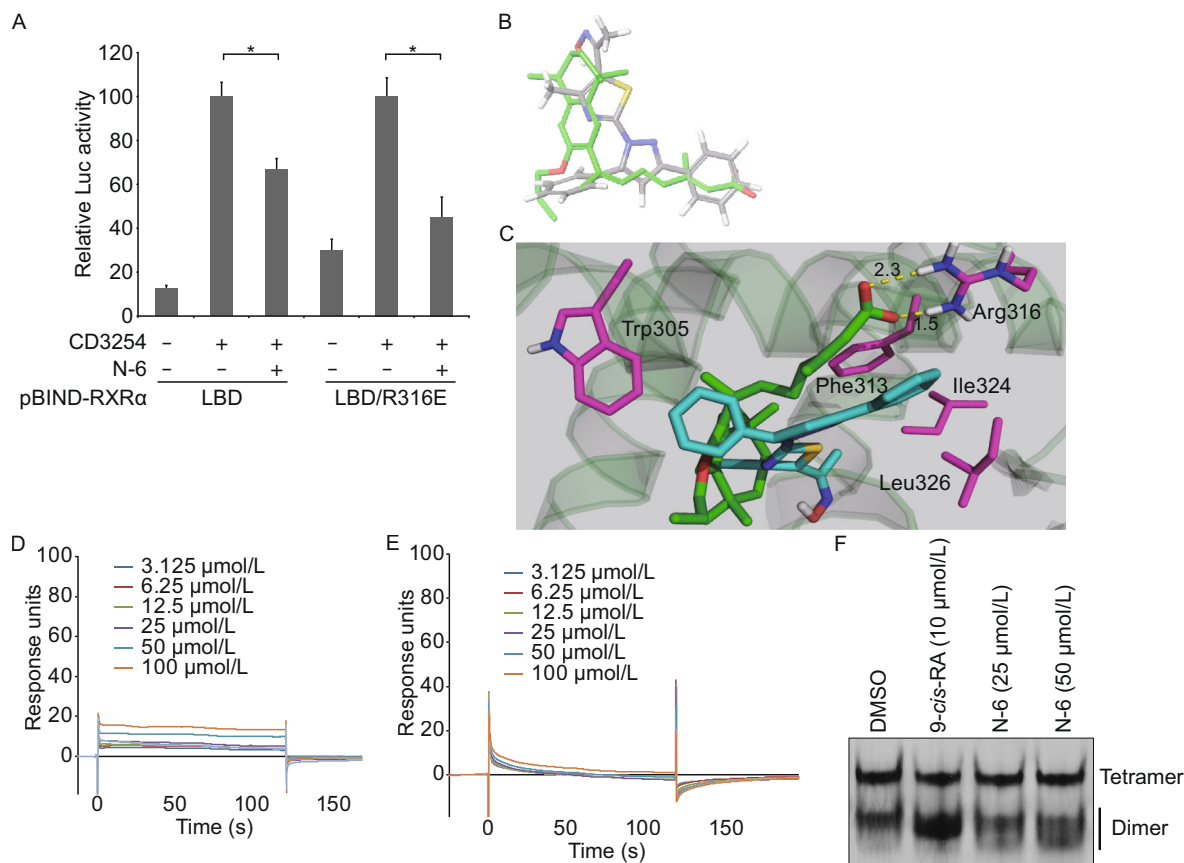 A
120
100
80
60
40
20
0
Relative Luc activity
*
*
CD3254 − + + − + +
N-6 − − + − − +
pBIND-RXRα LBD LBD/R316E
B
C
2.3
1.5
Trp305
Arg316
Phe313
Ile324
Leu326
D
100
80
60
40
20
0
Response units
3.125 µmol/L
6.25 µmol/L
12.5 µmol/L
25 µmol/L
50 µmol/L
100 µmol/L
0 50 100 150
Time (s)
E
100
80
60
40
20
0
Response units
3.125 µmol/L
6.25 µmol/L
12.5 µmol/L
25 µmol/L
50 µmol/L
100 µmol/L
0 50 100 150
Time (s)
F
DMSO
9-cis-RA (10 µmol/L)
N-6 (25 µmol/L)
N-6 (50 µmol/L)
Tetramer
Dimer